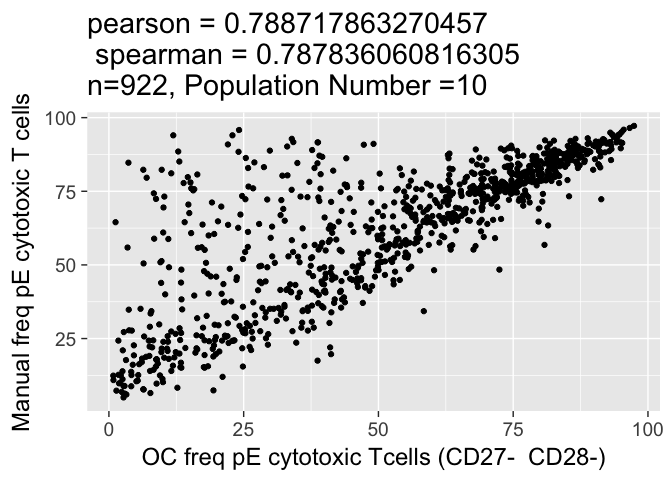 pearson = 0.788717863270457
spearman = 0.787836060816305
n=922, Population Number =10
Manual freq pE cytotoxic T cells
100
75
50
25
0
25
50
75
100
OC freq pE cytotoxic Tcells (CD27-  CD28-)